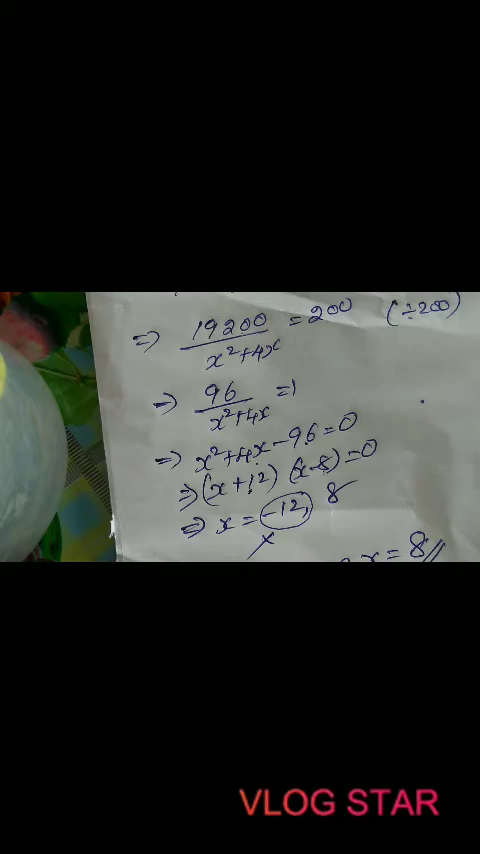 ⇒ 19200/x²+4x = 200 (÷200)
⇒ 96/x²+4x =1
⇒ x²+4x-96=0
⇒ (x+12) (x-8)=0
⇒ x = -12, 8
x
x = 8//
VLOG STAR